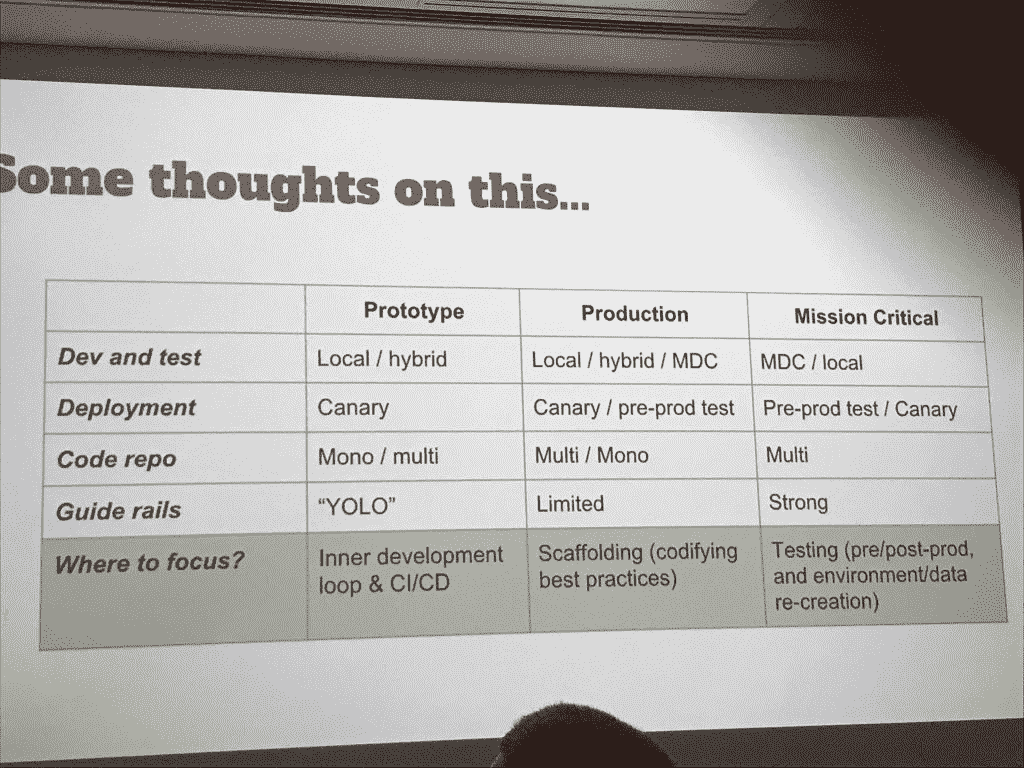 Some thoughts on this...
Prototype Production Mission Critical
Dev and test Local / hybrid Local / hybrid / MDC MDC / local
Deployment Canary Canary / pre-prod test Pre-prod test / Canary
Code repo Mono / multi Multi / Mono Multi
Guide rails “YOLO” Limited Strong
Where to focus? Inner development loop & CI/CD Scaffolding (codifying best practices) Testing (pre/post-prod, and environment/data re-creation)